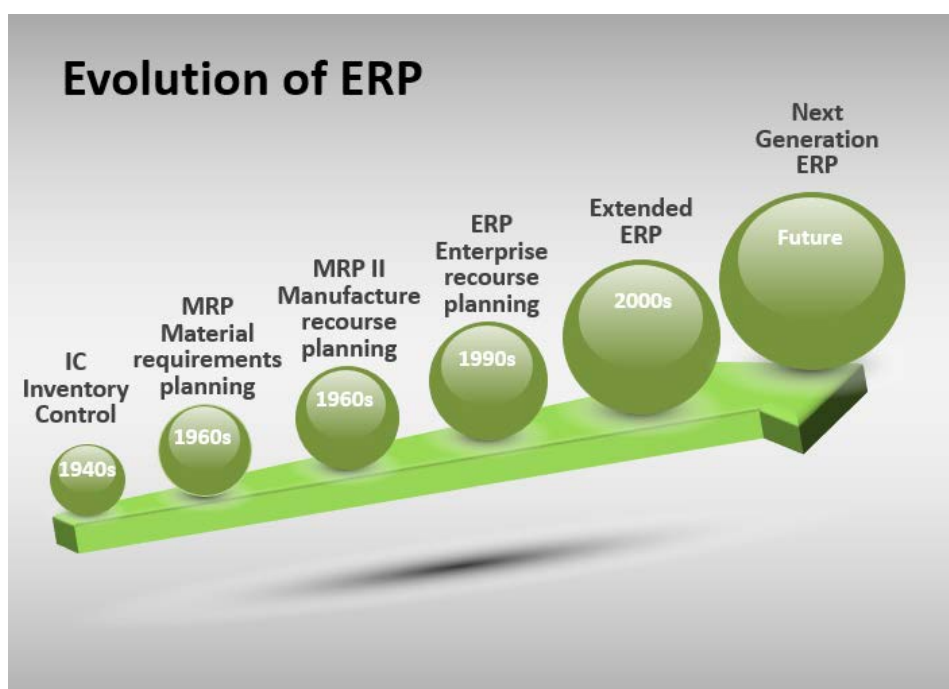 Evolution of ERP
IC
Inventory
Control
1940s
MRP
Material
requirements
planning
1960s
MRP II
Manufacture
recourse
planning
1960s
ERP
Enterprise
recourse
planning
1990s
Extended
ERP
2000s
Next
Generation
ERP
Future